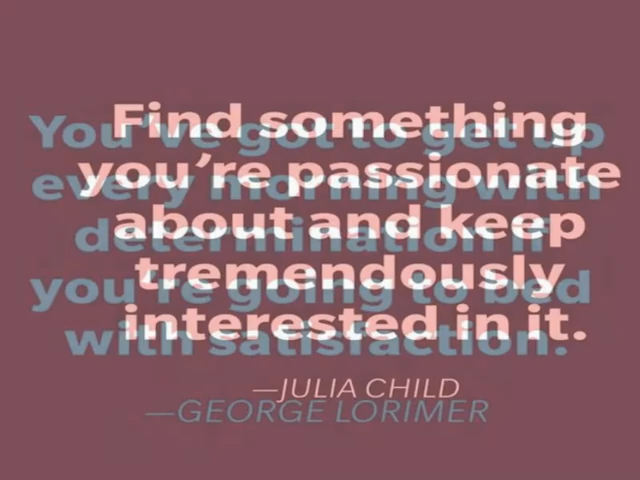 Find something
you're passionate
about and keep
tremendously
interested in it.
—JULIA CHILD
You've got to get up
every morning with
determination if
you're going to bed
with satisfaction.
—GEORGE LORIMER